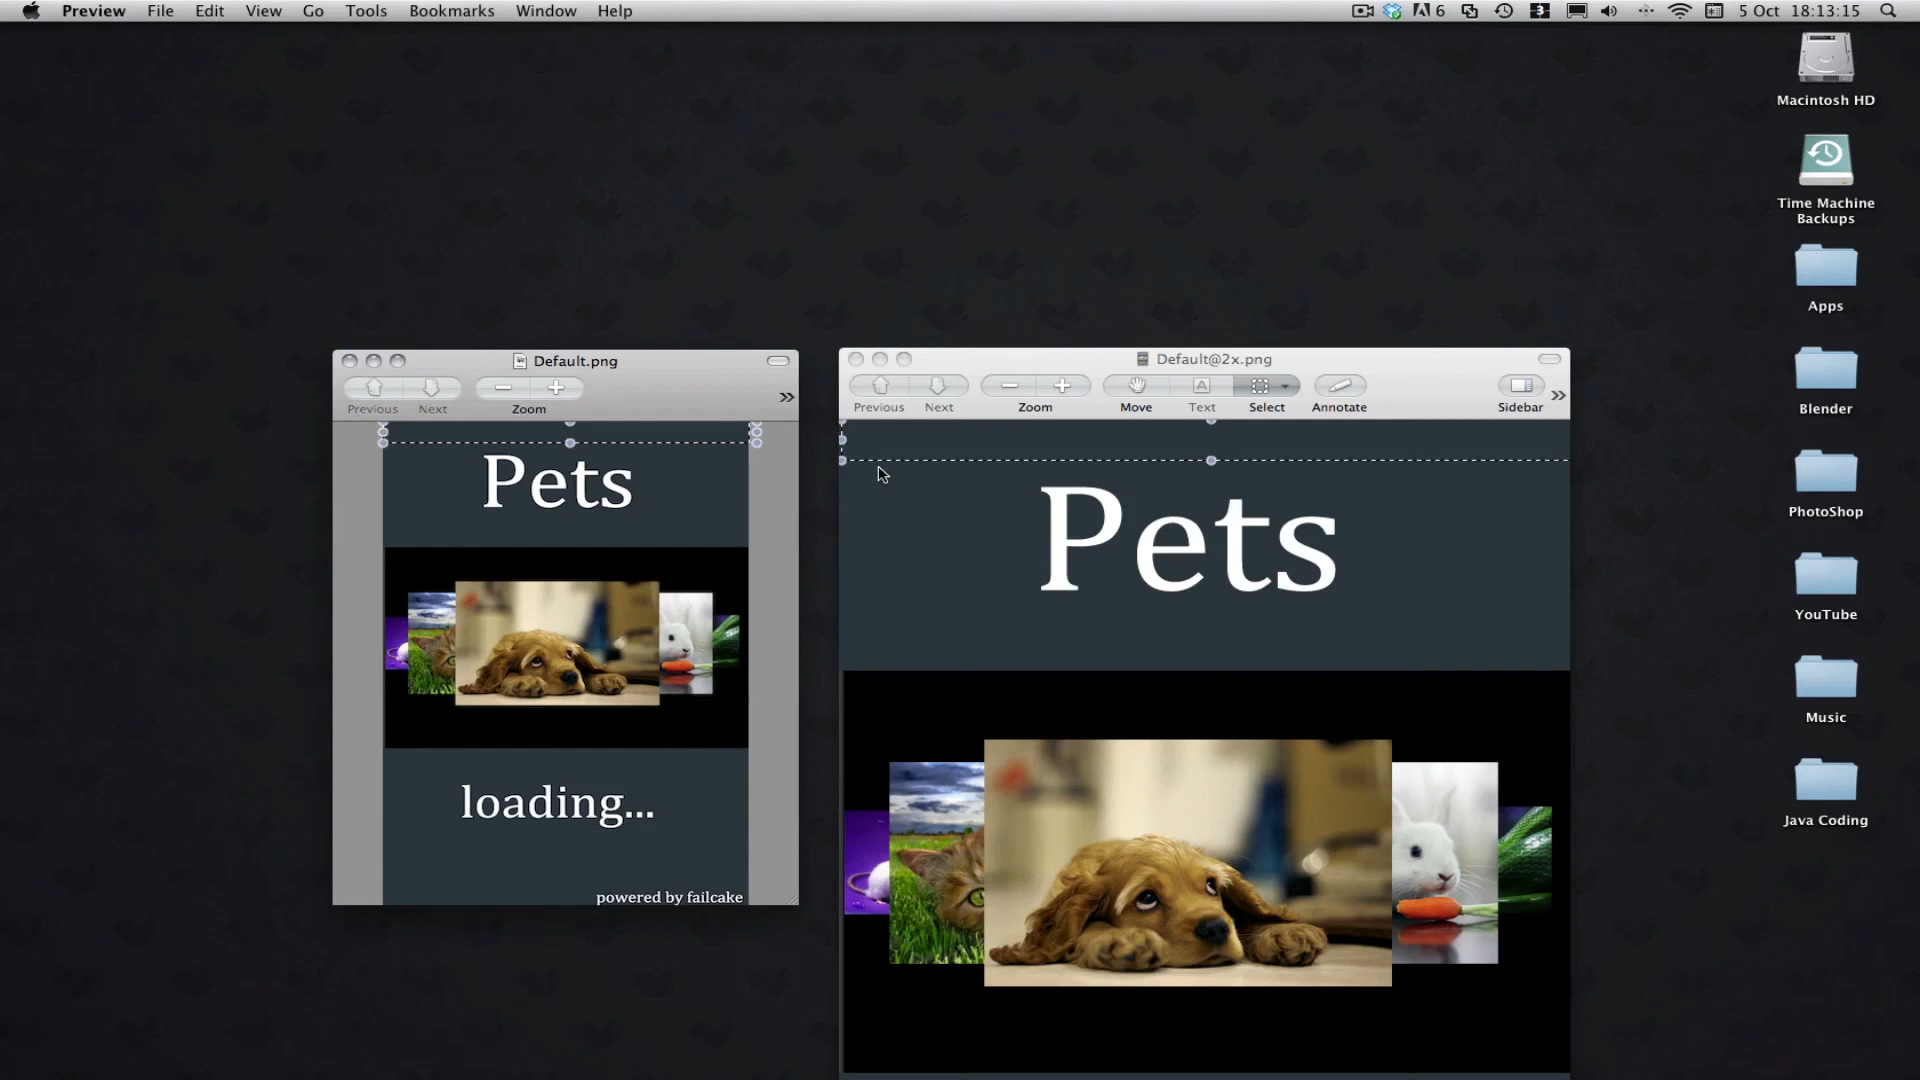 Preview File Edit View Go Tools Bookmarks Window Help
6 3 5 Oct 18:13:15
Macintosh HD
Time Machine
Backups
Apps
Blender
PhotoShop
YouTube
Music
Java Coding
Default.png
Previous Next Zoom »
Pets
loading...
powered by failcake
Default@2x.png
Previous Next Zoom Move Text Select Annotate Sidebar »
Pets